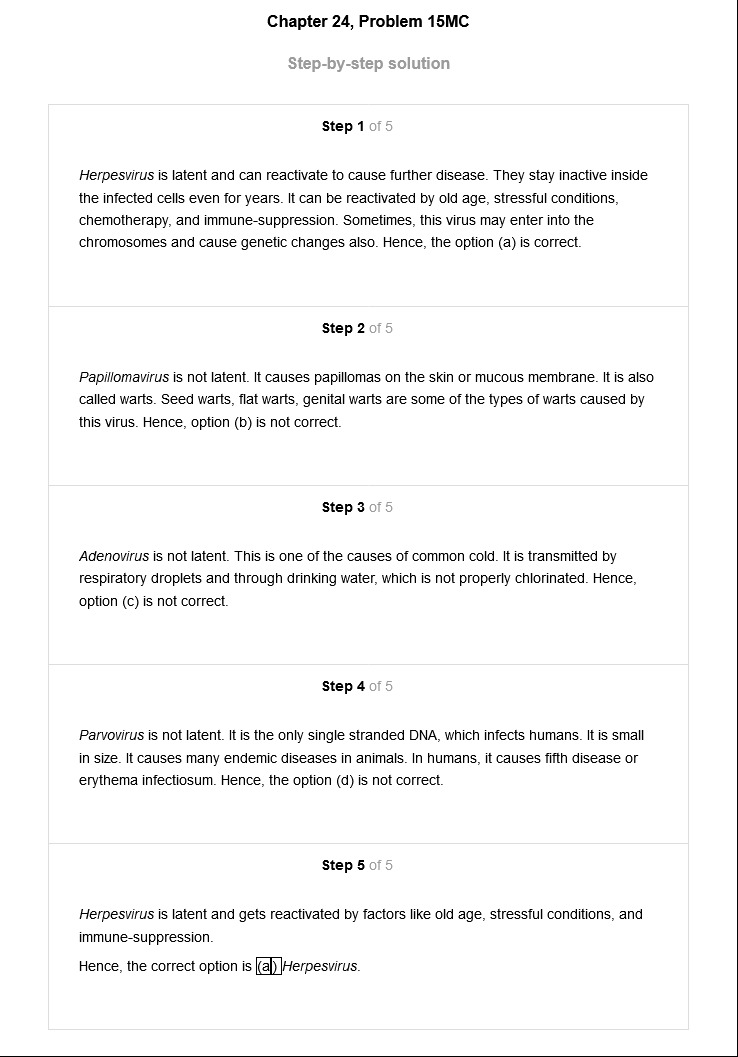 Chapter 24, Problem 15MC
Step-by-step solution
Step 1 of 5
Herpesvirus is latent and can reactivate to cause further disease. They stay inactive inside
the infected cells even for years. It can be reactivated by old age, stressful conditions,
chemotherapy, and immune-suppression. Sometimes, this virus may enter into the
chromosomes and cause genetic changes also. Hence, the option (a) is correct.
Step 2 of 5
Papillomavirus is not latent. It causes papillomas on the skin or mucous membrane. It is also
called warts. Seed warts, flat warts, genital warts are some of the types of warts caused by
this virus. Hence, option (b) is not correct.
Step 3 of 5
Adenovirus is not latent. This is one of the causes of common cold. It is transmitted by
respiratory droplets and through drinking water, which is not properly chlorinated. Hence,
option (c) is not correct.
Step 4 of 5
Parvovirus is not latent. It is the only single stranded DNA, which infects humans. It is small
in size. It causes many endemic diseases in animals. In humans, it causes fifth disease or
erythema infectiosum. Hence, the option (d) is not correct.
Step 5 of 5
Herpesvirus is latent and gets reactivated by factors like old age, stressful conditions, and
immune-suppression.
Hence, the correct option is (a) Herpesvirus.